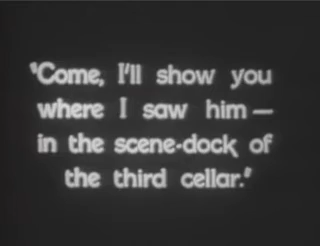 "Come, I'll show you
where I saw him—
in the scene-dock of
the third cellar."